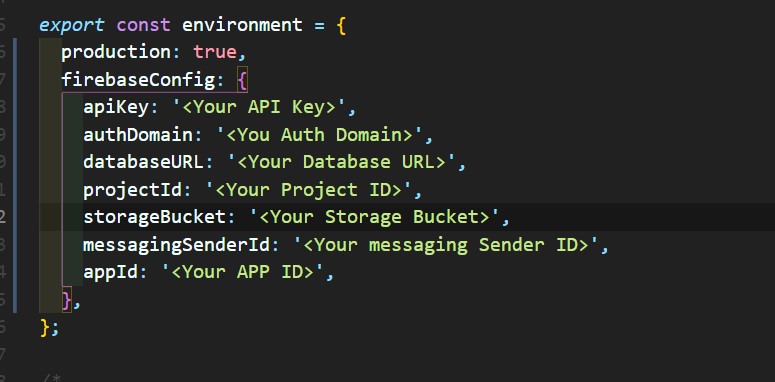 export const environment = {
production: true,
firebaseConfig: {
apiKey: '<Your API Key>',
authDomain: '<You Auth Domain>',
databaseURL: '<Your Database URL>',
projectId: '<Your Project ID>',
storageBucket: '<Your Storage Bucket>',
messagingSenderId: '<Your messaging Sender ID>',
appId: '<Your APP ID>',
},
};
/*